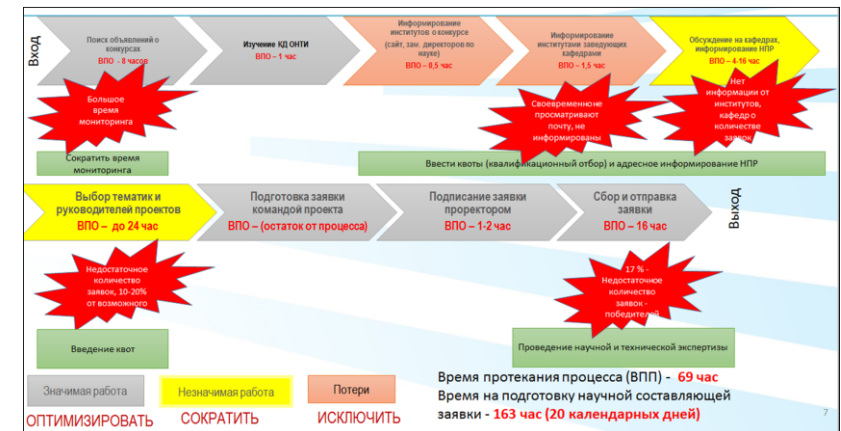 Вход
Поиск объявлений о
конкурсах
ВПО - 8 часов
Изучение КД ОНТИ
ВПО – 1 час
Информирование
институтов о конкурсе
(сайт, зам. директоров по
науке)
ВПО – 0,5 час
Информирование
институтами заведующих
кафедрами
ВПО – 1,5 час
Обсуждение на кафедрах,
информирование НПР
ВПО – 4-16 час
Большое
время
мониторинга
Своевременно не
просматривают
почту, не
информированы
Нет
информации от
институтов,
кафедр о
количестве
заявок
Сократить время
мониторинга
Ввести квоты (квалификационный отбор) и адресное информирование НПР
Выбор тематик и
руководителей проектов
ВПО – до 24 час
Подготовка заявки
командой проекта
ВПО – (остаток от процесса)
Подписание заявки
проректором
ВПО – 1-2 час
Сбор и отправка
заявки
ВПО – 16 час
Выход
Недостаточное
количество
заявок, 10-20%
от возможного
17 % -
Недостаточное
количество
заявок -
победителей
Введение квот
Проведение научной и технической экспертизы
Значимая работа
Незначимая работа
Потери
ОПТИМИЗИРОВАТЬ
СОКРАТИТЬ
ИСКЛЮЧИТЬ
Время протекания процесса (ВПП) - 69 час
Время на подготовку научной составляющей
заявки - 163 час (20 календарных дней)
7